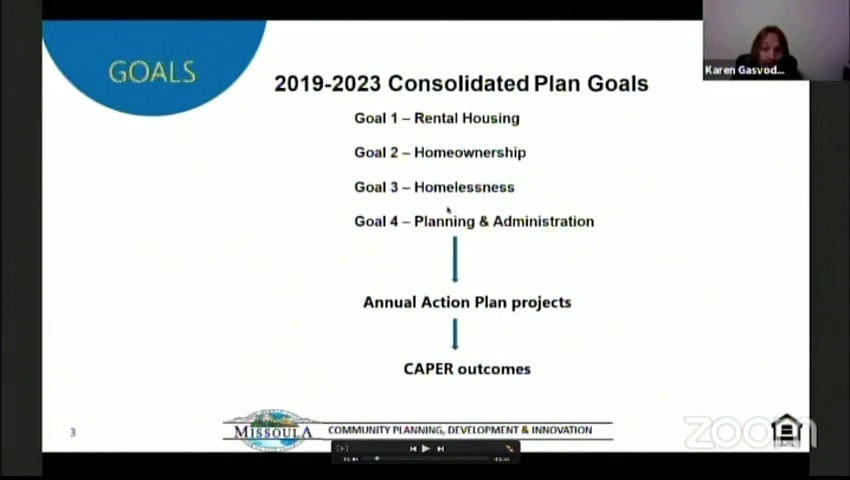 GOALS
Karen Gasvod...
2019-2023 Consolidated Plan Goals
Goal 1 – Rental Housing
Goal 2 – Homeownership
Goal 3 – Homelessness
Goal 4 – Planning & Administration
Annual Action Plan projects
CAPER outcomes
3
MISSOULA
COMMUNITY PLANNING, DEVELOPMENT & INNOVATION
zoom